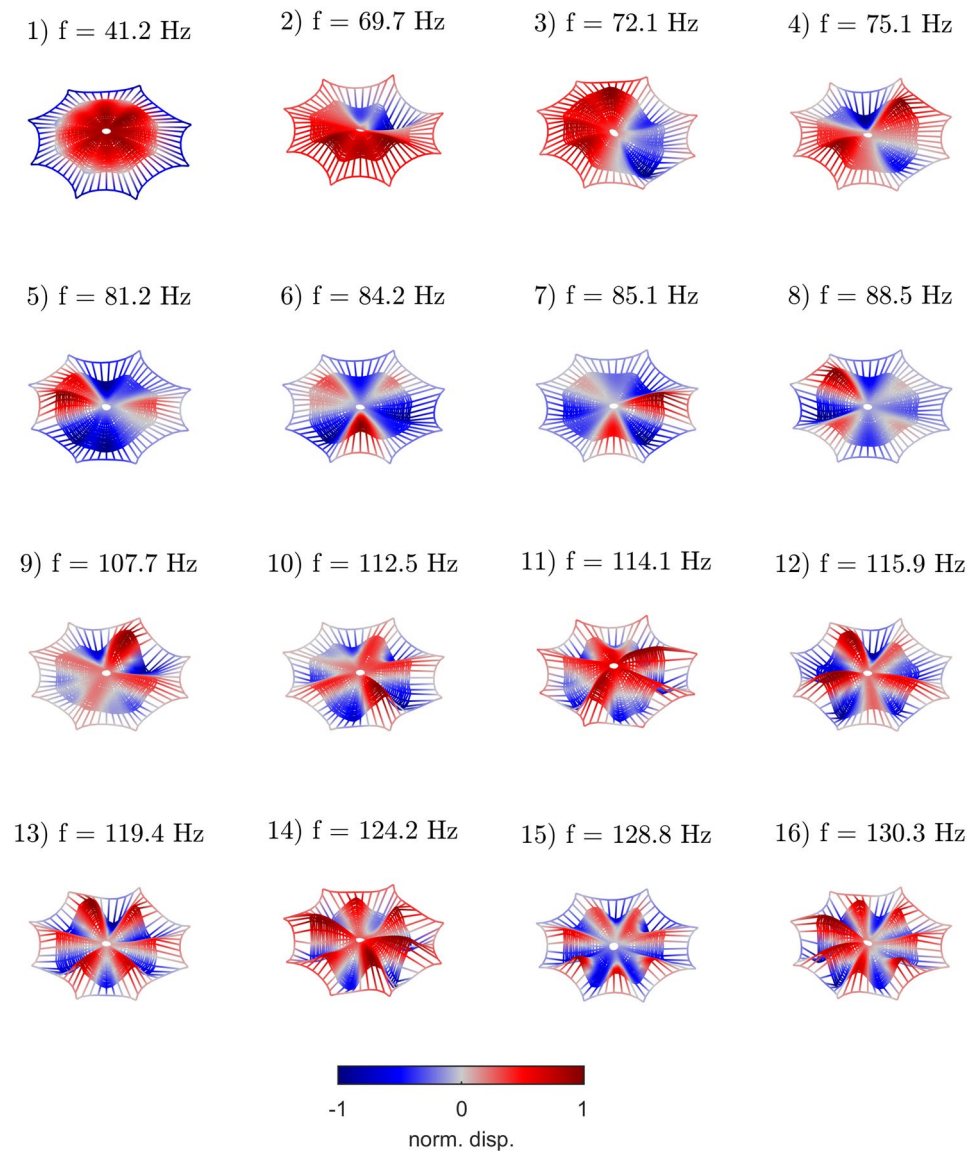 1) f = 41.2 Hz
2) f = 69.7 Hz
3) f = 72.1 Hz
4) f = 75.1 Hz
5) f = 81.2 Hz
6) f = 84.2 Hz
7) f = 85.1 Hz
8) f = 88.5 Hz
9) f = 107.7 Hz
10) f = 112.5 Hz
11) f = 114.1 Hz
12) f = 115.9 Hz
13) f = 119.4 Hz
14) f = 124.2 Hz
15) f = 128.8 Hz
16) f = 130.3 Hz
-1 0 1
norm. disp.